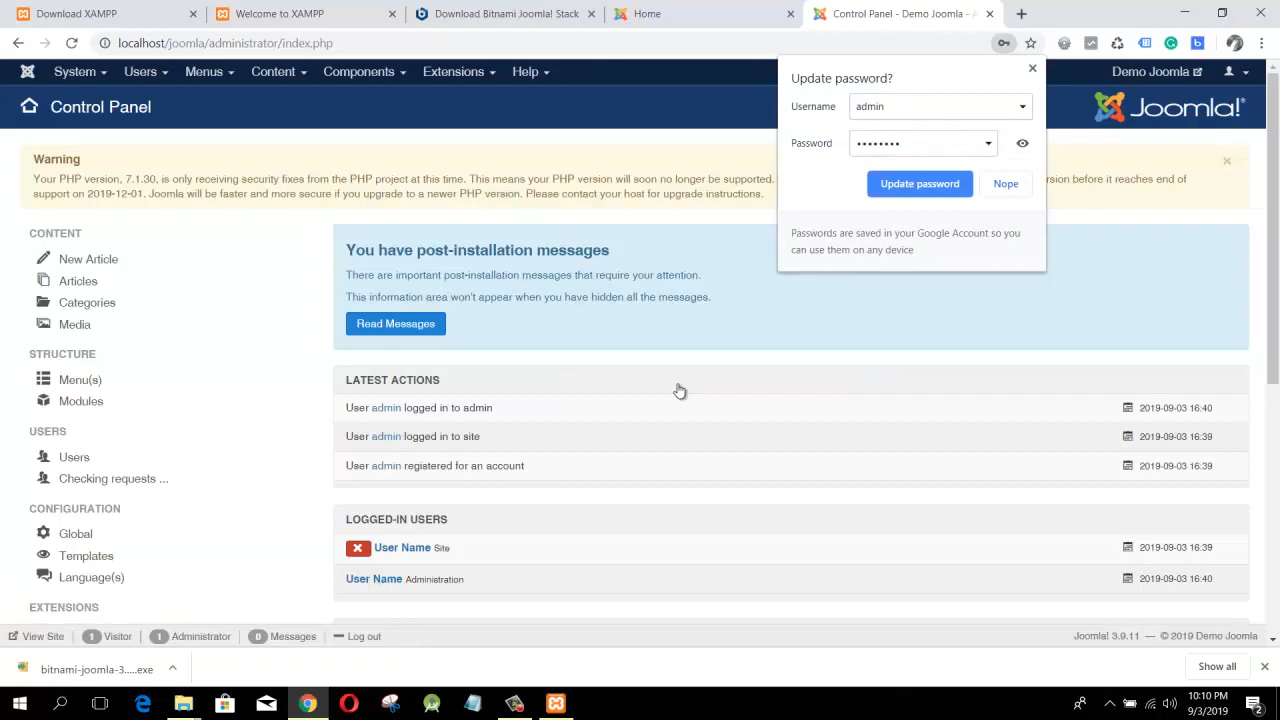 Download XAMPP
Welcome to XAMPP
Download Bitnami Joomla! Stack
Home
Control Panel - Demo Joomla -
localhost/joomla/administrator/index.php
System
Users
Menus
Content
Components
Extensions
Help
Demo Joomla
Control Panel
Joomla!®
Update password?
Username
admin
Password
••••••••
Update password
Nope
Passwords are saved in your Google Account so you
can use them on any device
Warning
Your PHP version, 7.1.30, is only receiving security fixes from the PHP project at this time. This means your PHP version will soon no longer be supported.
rsion before it reaches end of
support on 2019-12-01. Joomla will be faster and more secure if you upgrade to a newer PHP version. Please contact your host for upgrade instructions.
CONTENT
New Article
Articles
Categories
Media
STRUCTURE
Menu(s)
Modules
USERS
Users
Checking requests ...
CONFIGURATION
Global
Templates
Language(s)
EXTENSIONS
You have post-installation messages
There are important post-installation messages that require your attention.
This information area won't appear when you have hidden all the messages.
Read Messages
LATEST ACTIONS
User admin logged in to admin
2019-09-03 16:40
User admin logged in to site
2019-09-03 16:39
User admin registered for an account
2019-09-03 16:39
LOGGED-IN USERS
User Name Site
2019-09-03 16:39
User Name Administration
2019-09-03 16:40
View Site
1 Visitor
1 Administrator
0 Messages
Log out
Joomla! 3.9.11 — © 2019 Demo Joomla
bitnami-joomla-3.....exe
Show all
10:10 PM
9/3/2019
2